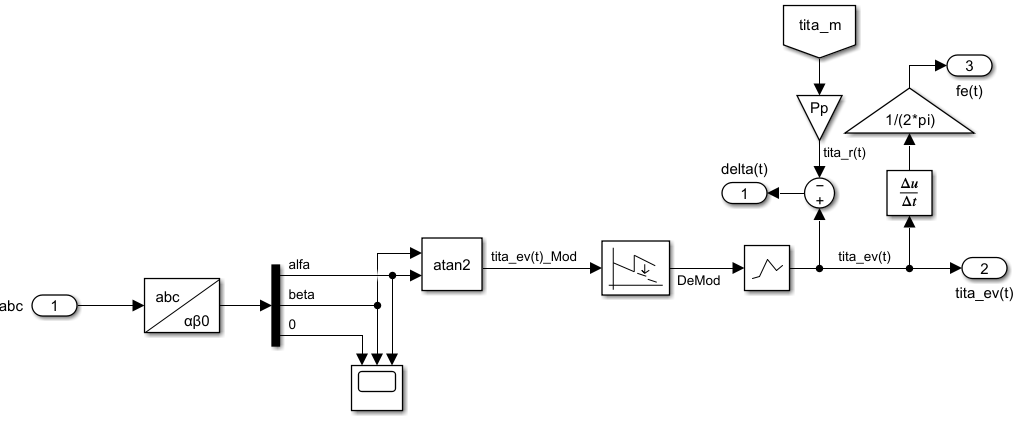 tita_m
3
fe(t)
Pp
1/(2*pi)
tita_r(t)
delta(t)
1
Δu
Δt
alfa
atan2
tita_ev(t)_Mod
tita_ev(t)
2
tita_ev(t)
DeMod
abc
1
abc
αβ0
beta
0